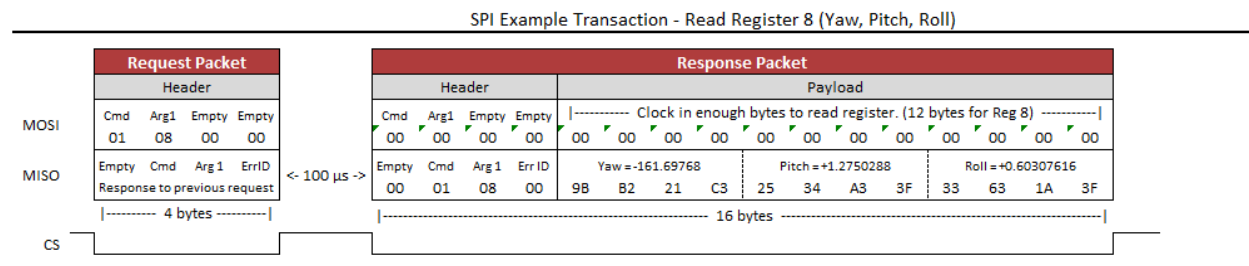 SPI Example Transaction - Read Register 8 (Yaw, Pitch, Roll)
Request Packet Response Packet
Header Header Payload
MOSI
Cmd Arg1 Empty Empty Cmd Arg1 Empty Empty |----------- Clock in enough bytes to read register. (12 bytes for Reg 8) -----------|
01 08 00 00 00 00 00 00 00 00 00 00 00 00 00 00 00 00 00 00
MISO
Empty Cmd Arg 1 ErrID <- 100 µs -> Empty Cmd Arg 1 Err ID Yaw=-161.69768 Pitch=+1.2750288 Roll=+0.60307616
Response to previous request 00 01 08 00 9B B2 21 C3 25 34 A3 3F 33 63 1A 3F
|---------- 4 bytes ----------| |---------- 16 bytes ----------|
CS